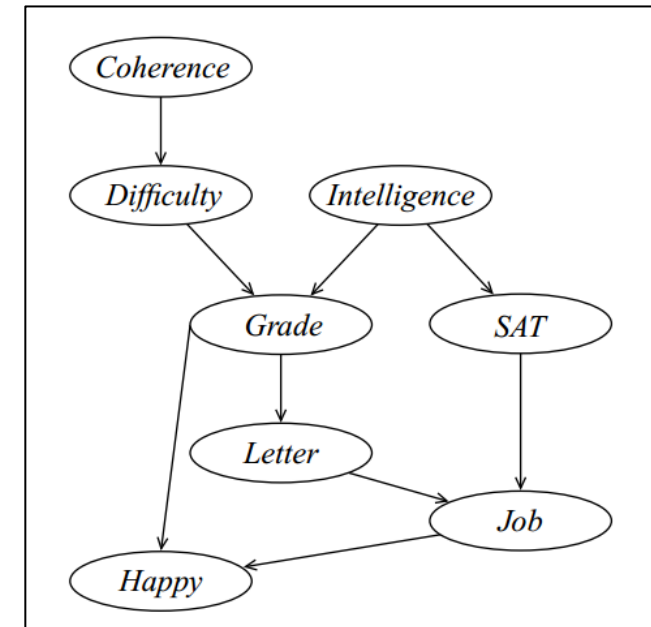 Coherence
Difficulty
Intelligence
Grade
SAT
Letter
Job
Happy